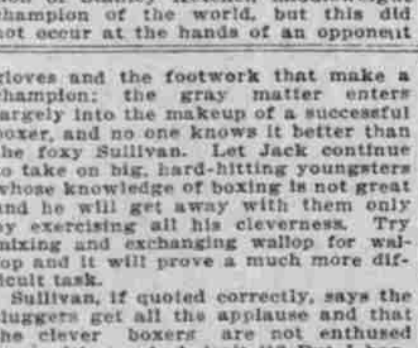 champion of the world, but this did
not occur at the hands of an opponent
gloves and the footwork that make a
champion; the gray matter enters
largely into the makeup of a successful
boxer, and no one knows it better than
the foxy Sullivan. Let Jack continue
to take on big, hard-hitting youngsters
whose knowledge of boxing is not great
and he will get away with them only
by exercising all his cleverness. Try
mixing and exchanging wallop for wal-
lop and it will prove a much more dif-
ficult task.
Sullivan, if quoted correctly, says the
sluggers get all the applause and that
the clever boxers are not enthused